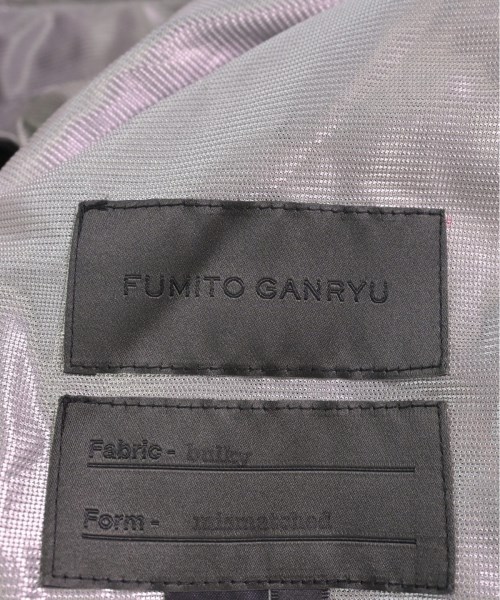 FUMITO GANRYU
Fabric - bulky
Form - mismatched